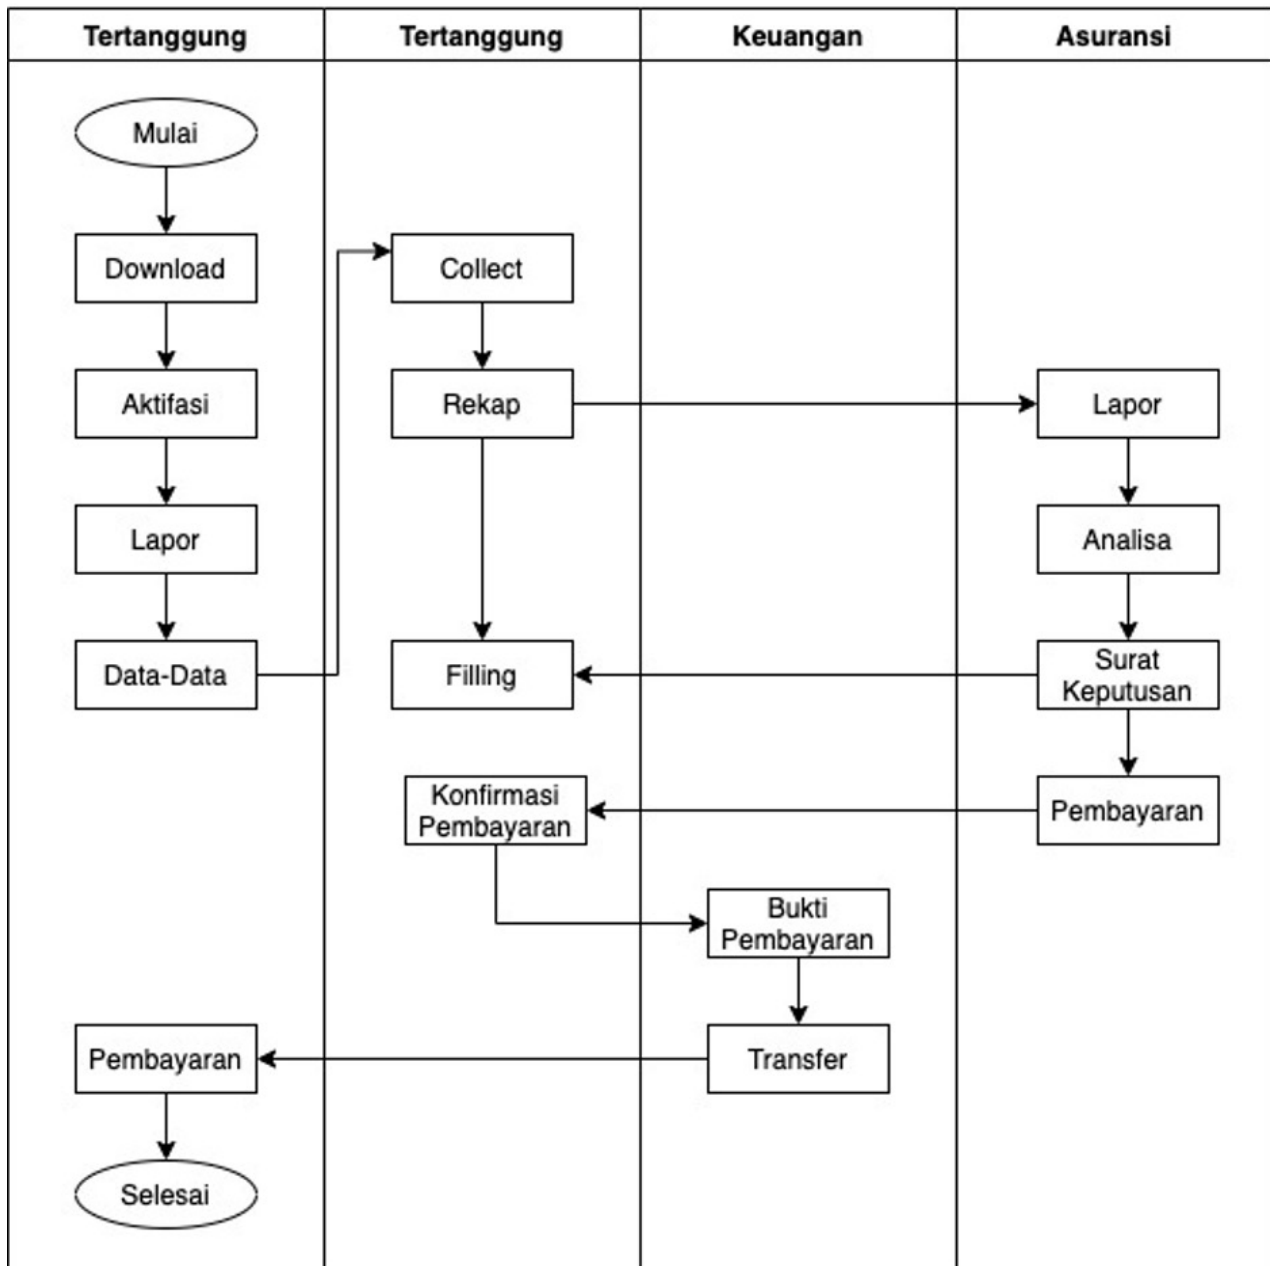 Tertanggung
Tertanggung
Keuangan
Asuransi
Mulai
Download
Collect
Aktifasi
Rekap
Lapor
Lapor
Analisa
Data-Data
Filling
Surat
Keputusan
Konfirmasi
Pembayaran
Pembayaran
Bukti
Pembayaran
Pembayaran
Transfer
Selesai